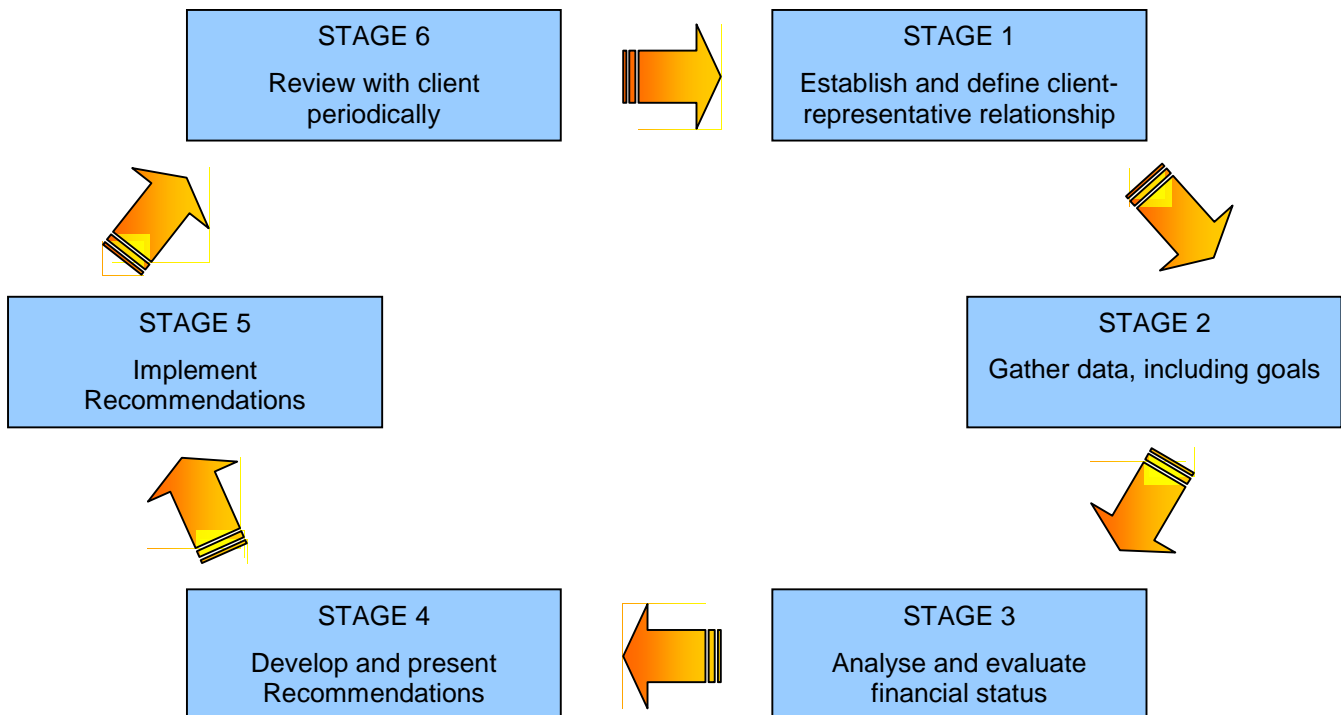 STAGE 6
Review with client
periodically
STAGE 1
Establish and define client-
representative relationship
STAGE 5
Implement
Recommendations
STAGE 2
Gather data, including goals
STAGE 4
Develop and present
Recommendations
STAGE 3
Analyse and evaluate
financial status